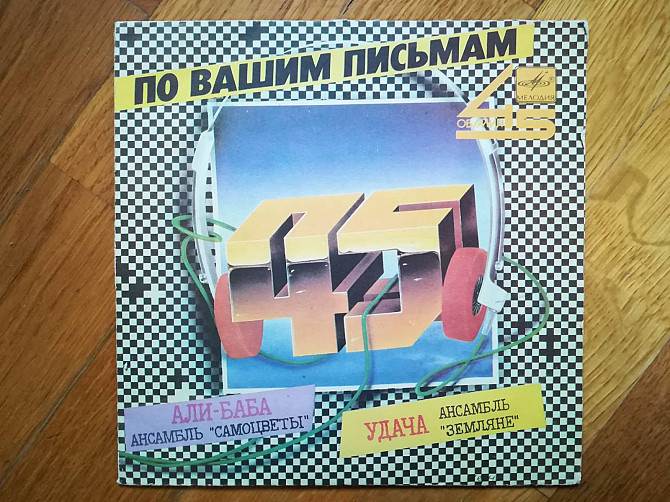 ПО ВАШИМ ПИСЬМАМ
МЕЛОДИЯ
45
45
АЛИ-БАБА
АНСАМБЛЬ "САМОЦВЕТЫ"
УДАЧА АНСАМБЛЬ
"ЗЕМЛЯНЕ"